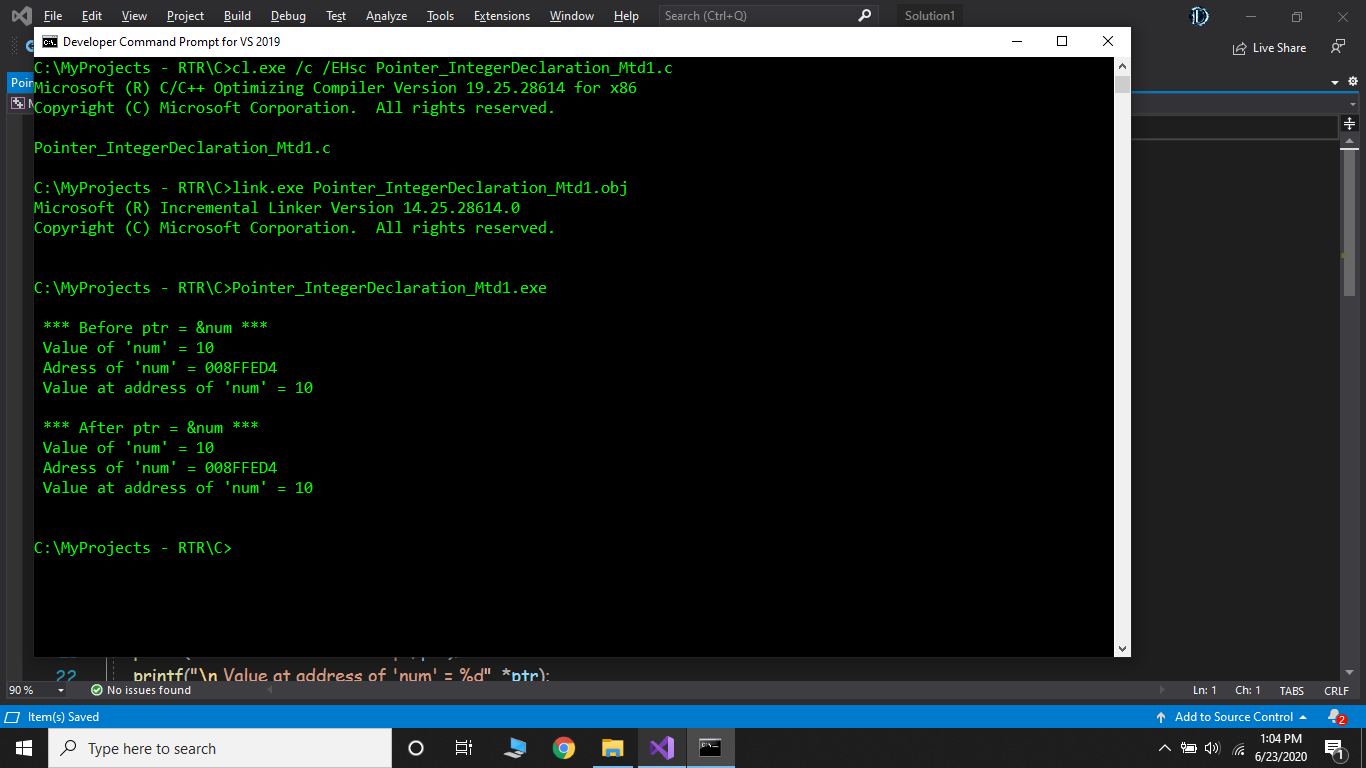 File Edit View Project Build Debug Test Analyze Tools Extensions Window Help Search (Ctrl+Q) Solution1
Developer Command Prompt for VS 2019
Live Share
C:\MyProjects - RTR\C>cl.exe /c /EHsc Pointer_IntegerDeclaration_Mtd1.c
Microsoft (R) C/C++ Optimizing Compiler Version 19.25.28614 for x86
Copyright (C) Microsoft Corporation.  All rights reserved.
Pointer_IntegerDeclaration_Mtd1.c
C:\MyProjects - RTR\C>link.exe Pointer_IntegerDeclaration_Mtd1.obj
Microsoft (R) Incremental Linker Version 14.25.28614.0
Copyright (C) Microsoft Corporation.  All rights reserved.
C:\MyProjects - RTR\C>Pointer_IntegerDeclaration_Mtd1.exe
*** Before ptr = &num ***
Value of 'num' = 10
Adress of 'num' = 008FFED4
Value at address of 'num' = 10
*** After ptr = &num ***
Value of 'num' = 10
Adress of 'num' = 008FFED4
Value at address of 'num' = 10
C:\MyProjects - RTR\C>
22 printf("\n Value at address of 'num' = %d" *ptr);
90 % No issues found Ln: 1 Ch: 1 TABS CRLF
Item(s) Saved Add to Source Control 2
Type here to search 1:04 PM
6/23/2020 1